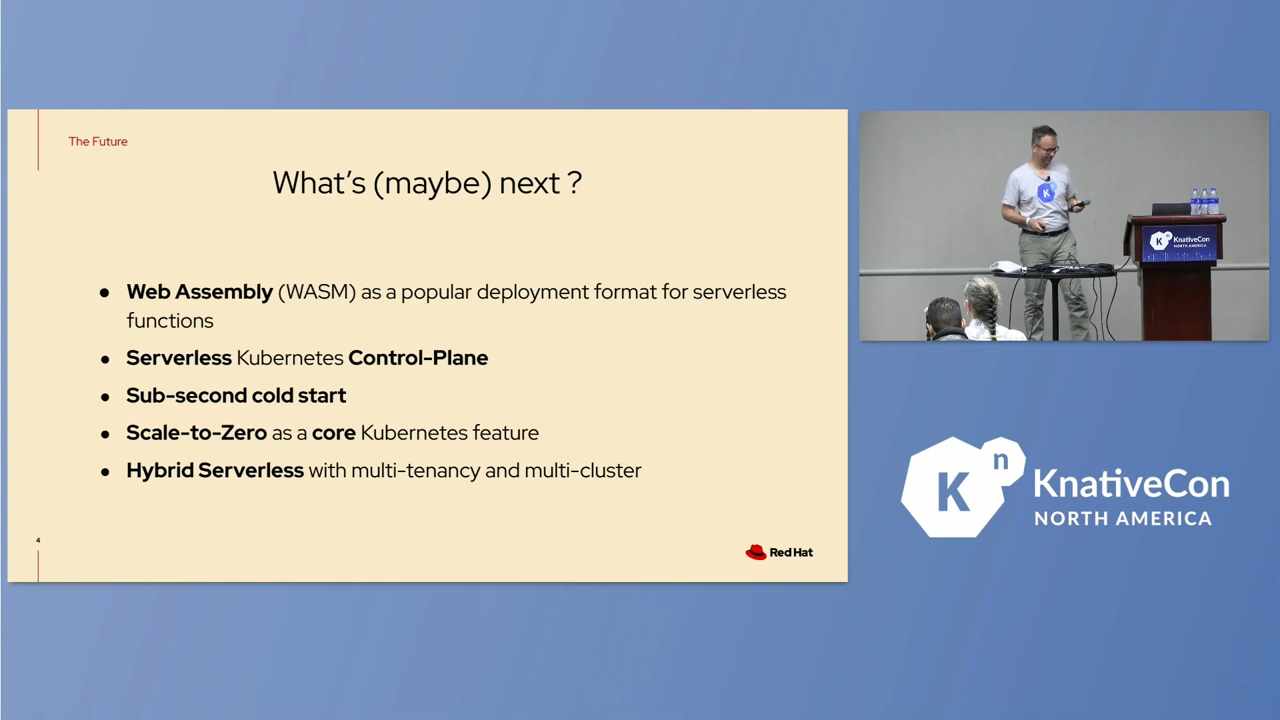 The Future
What's (maybe) next ?
● Web Assembly (WASM) as a popular deployment format for serverless
functions
● Serverless Kubernetes Control-Plane
● Sub-second cold start
● Scale-to-Zero as a core Kubernetes feature
● Hybrid Serverless with multi-tenancy and multi-cluster
4
Red Hat
K
K n
KnativeCon
NORTH AMERICA
K n
KnativeCon
NORTH AMERICA